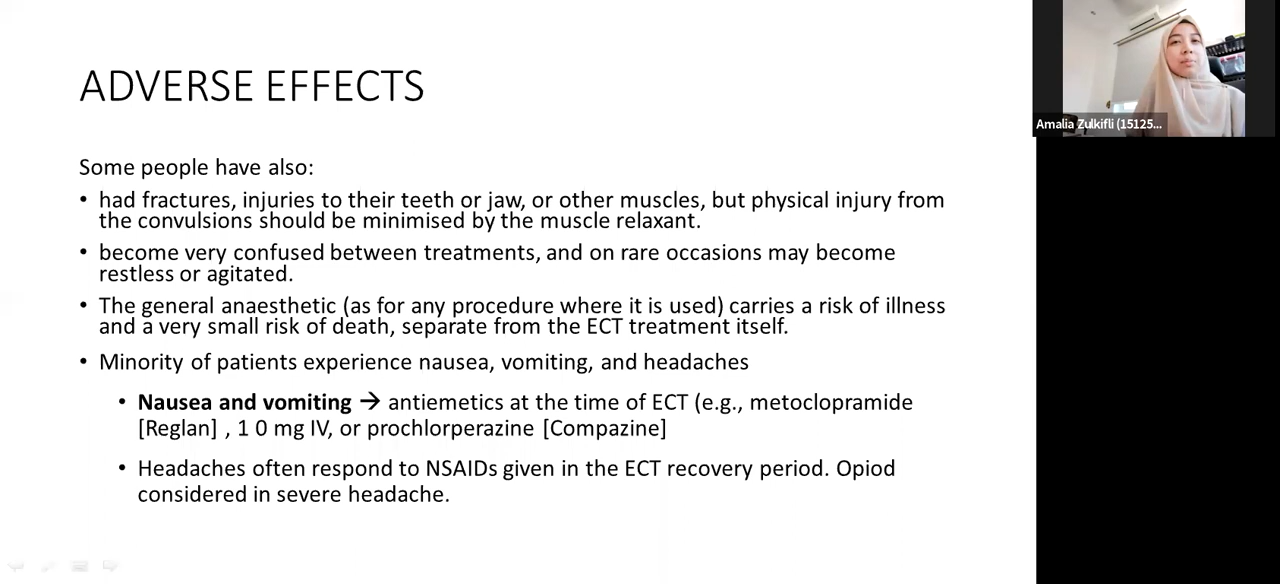 ADVERSE EFFECTS
Some people have also:
• had fractures, injuries to their teeth or jaw, or other muscles, but physical injury from
the convulsions should be minimised by the muscle relaxant.
• become very confused between treatments, and on rare occasions may become
restless or agitated.
• The general anaesthetic (as for any procedure where it is used) carries a risk of illness
and a very small risk of death, separate from the ECT treatment itself.
• Minority of patients experience nausea, vomiting, and headaches
• Nausea and vomiting → antiemetics at the time of ECT (e.g., metoclopramide
[Reglan] , 1 0 mg IV, or prochlorperazine [Compazine]
• Headaches often respond to NSAIDs given in the ECT recovery period. Opiod
considered in severe headache.
Amalia Zulkifli (15125...